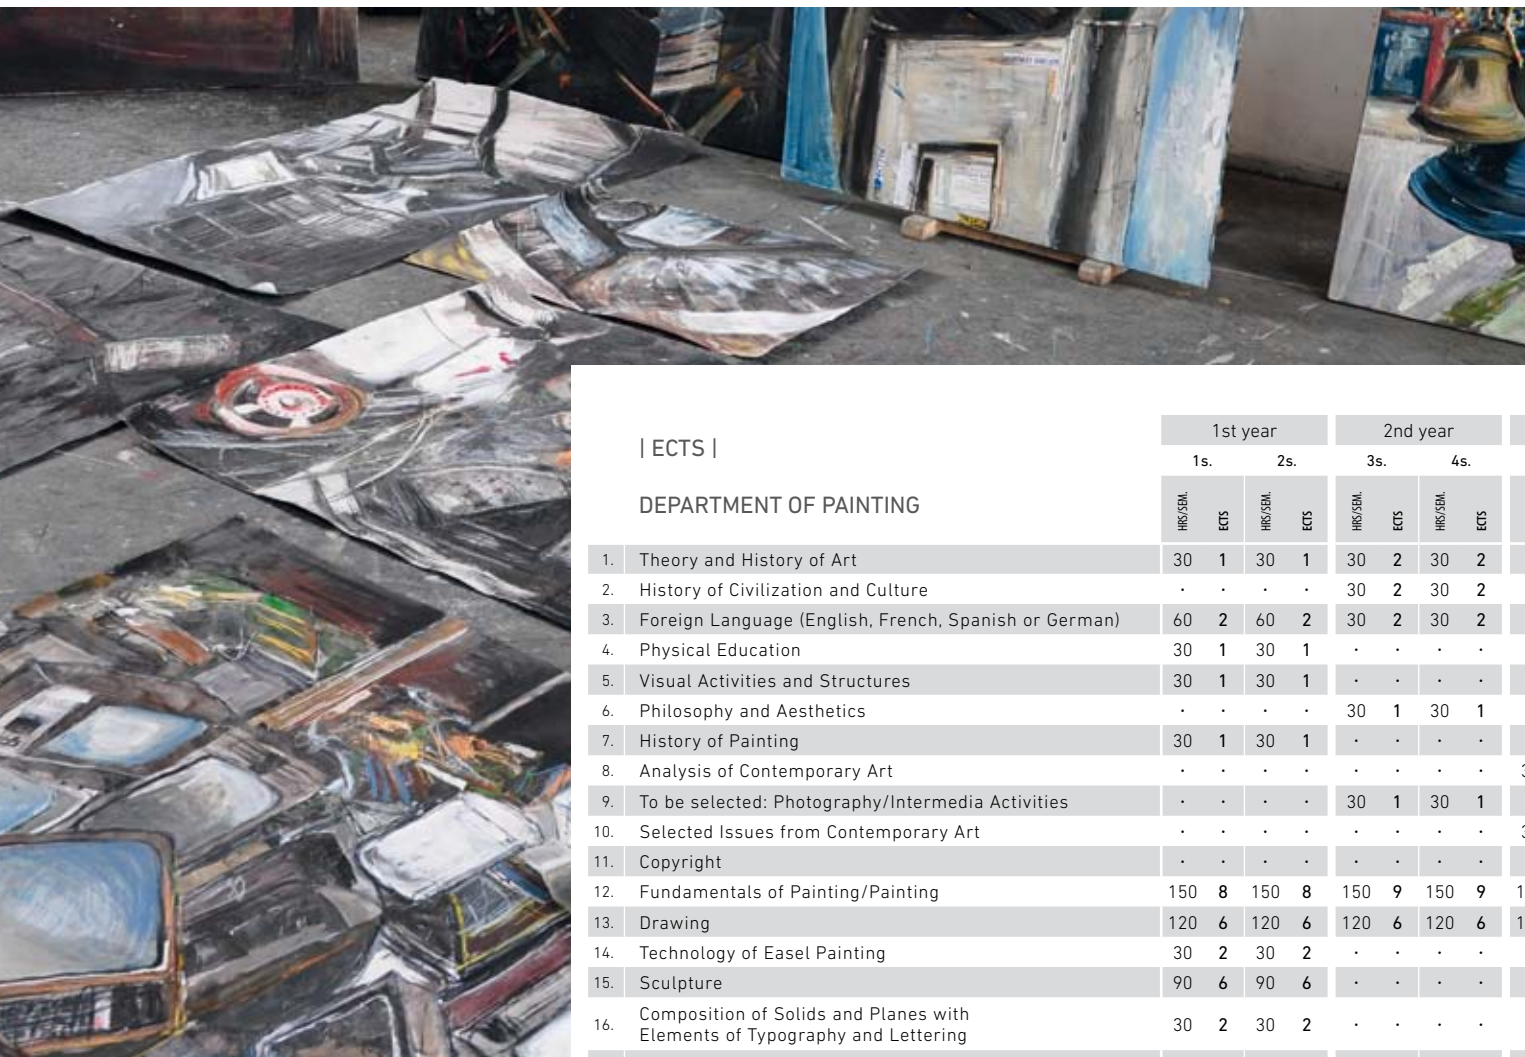 | ECTS |
DEPARTMENT OF PAINTING
1st year 2nd year
1s. 2s. 3s. 4s.
HRS/SEM. ECTS HRS/SEM. ECTS HRS/SEM. ECTS HRS/SEM. ECTS
1. Theory and History of Art 30 1 30 1 30 2 30 2
2. History of Civilization and Culture · · · · 30 2 30 2
3. Foreign Language (English, French, Spanish or German) 60 2 60 2 30 2 30 2
4. Physical Education 30 1 30 1 · · · ·
5. Visual Activities and Structures 30 1 30 1 · · · ·
6. Philosophy and Aesthetics · · · · 30 1 30 1
7. History of Painting 30 1 30 1 · · · ·
8. Analysis of Contemporary Art · · · · · · · ·
9. To be selected: Photography/Intermedia Activities · · · · 30 1 30 1
10. Selected Issues from Contemporary Art · · · · · · · ·
11. Copyright · · · · · · · ·
12. Fundamentals of Painting/Painting 150 8 150 8 150 9 150 9
13. Drawing 120 6 120 6 120 6 120 6
14. Technology of Easel Painting 30 2 30 2 · · · ·
15. Sculpture 90 6 90 6 · · · ·
16. Composition of Solids and Planes with
Elements of Typography and Lettering 30 2 30 2 · · · ·